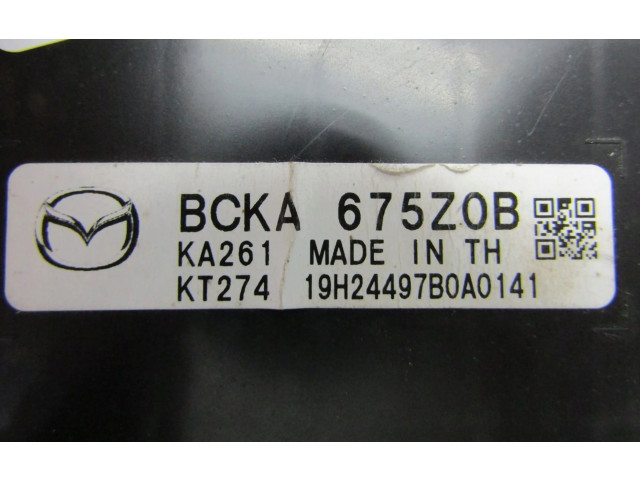 BCKA 675Z0B
KA261 MADE IN TH
KT274 19H24497B0A0141